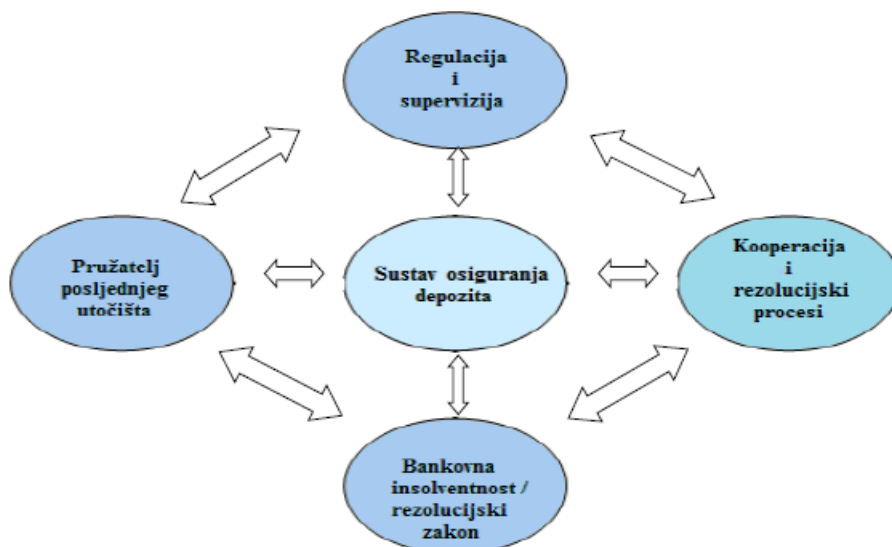 Regulacija
i
supervizija
Pružatelj
posljednjeg
utočišta
Sustav osiguranja
depozita
Kooperacija
i
rezolucijski
procesi
Bankovna
insolventnost /
rezolucijski
zakon